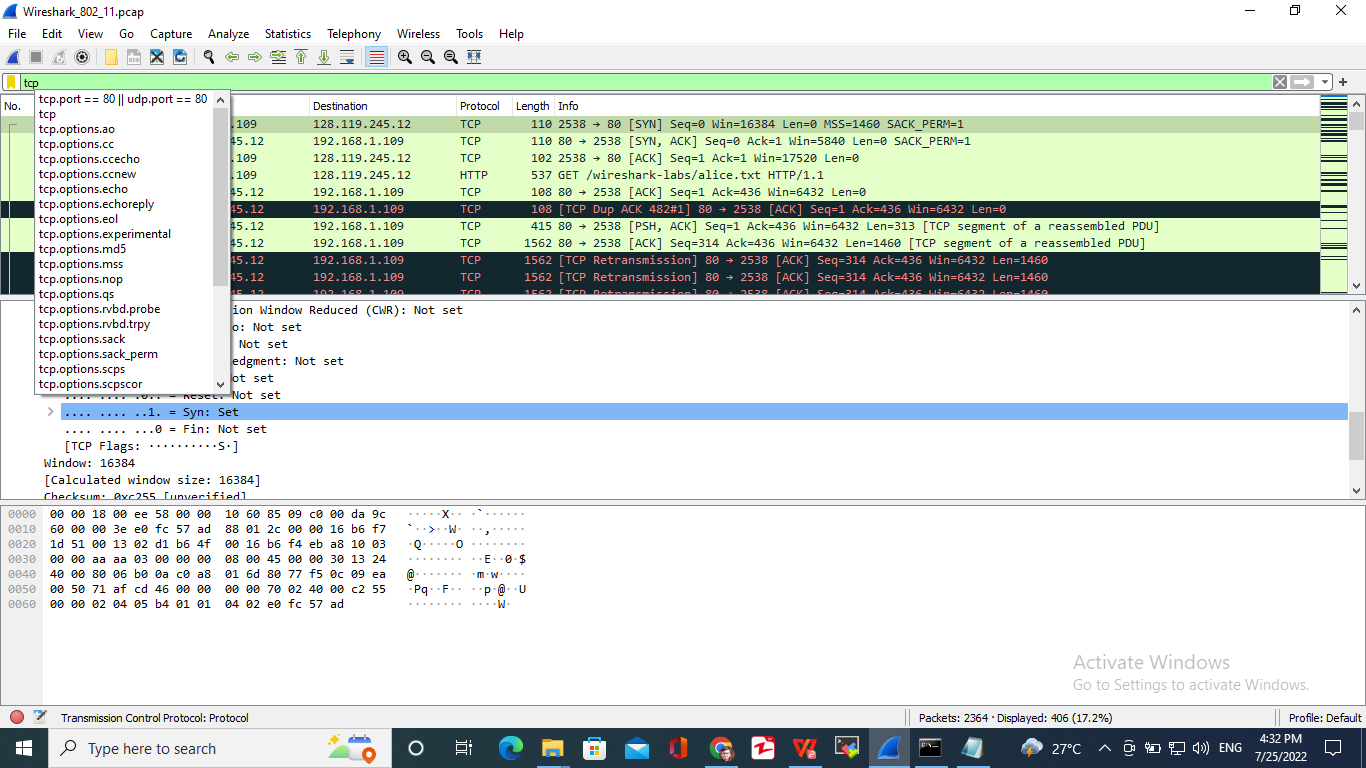 Wireshark_802_11.pcap
File Edit View Go Capture Analyze Statistics Telephony Wireless Tools Help
tcp
No. Destination Protocol Length Info
tcp.port == 80 || udp.port == 80
tcp
tcp.options.ao
tcp.options.cc
tcp.options.ccecho
tcp.options.ccnew
tcp.options.echo
tcp.options.echoreply
tcp.options.eol
tcp.options.experimental
tcp.options.md5
tcp.options.mss
tcp.options.nop
tcp.options.qs
tcp.options.rvbd.probe
tcp.options.rvbd.trpy
tcp.options.sack
tcp.options.sack_perm
tcp.options.scps
tcp.options.scpscor
.109 128.119.245.12 TCP 110 2538 → 80 [SYN] Seq=0 Win=16384 Len=0 MSS=1460 SACK_PERM=1
45.12 192.168.1.109 TCP 110 80 → 2538 [SYN, ACK] Seq=0 Ack=1 Win=5840 Len=0 SACK_PERM=1
.109 128.119.245.12 TCP 102 2538 → 80 [ACK] Seq=1 Ack=1 Win=17520 Len=0
.109 128.119.245.12 HTTP 537 GET /wireshark-labs/alice.txt HTTP/1.1
45.12 192.168.1.109 TCP 108 80 → 2538 [ACK] Seq=1 Ack=436 Win=6432 Len=0
45.12 192.168.1.109 TCP 108 [TCP Dup ACK 482#1] 80 → 2538 [ACK] Seq=1 Ack=436 Win=6432 Len=0
45.12 192.168.1.109 TCP 415 80 → 2538 [PSH, ACK] Seq=1 Ack=436 Win=6432 Len=313 [TCP segment of a reassembled PDU]
45.12 192.168.1.109 TCP 1562 80 → 2538 [ACK] Seq=314 Ack=436 Win=6432 Len=1460 [TCP segment of a reassembled PDU]
45.12 192.168.1.109 TCP 1562 [TCP Retransmission] 80 → 2538 [ACK] Seq=314 Ack=436 Win=6432 Len=1460
45.12 192.168.1.109 TCP 1562 [TCP Retransmission] 80 → 2538 [ACK] Seq=314 Ack=436 Win=6432 Len=1460
45.12 192.168.1.109 TCP 1562 [TCP Retransmission] 80 → 2538 [ACK] Seq=314 Ack=436 Win=6432 Len=1460
ion Window Reduced (CWR): Not set
o: Not set
Not set
edgment: Not set
ot set
.... .... .0.. = Reset: Not set
.... .... ..1. = Syn: Set
.... .... ...0 = Fin: Not set
[TCP Flags: ··········S·]
Window: 16384
[Calculated window size: 16384]
Checksum: 0xc255 [unverified]
0000 00 00 18 00 ee 58 00 00 10 60 85 09 c0 00 da 9c ·····X·· ·`······
0010 60 00 00 3e e0 fc 57 ad 88 01 2c 00 00 16 b6 f7 `··>··W· ··,·····
0020 1d 51 00 13 02 d1 b6 4f 00 16 b6 f4 eb a8 10 03 ·Q·····O ········
0030 00 00 aa aa 03 00 00 00 08 00 45 00 00 30 13 24 ········ ··E··0·$
0040 40 00 80 06 b0 0a c0 a8 01 6d 80 77 f5 0c 09 ea @······· ·m·w····
0050 00 50 71 af cd 46 00 00 00 00 70 02 40 00 c2 55 ·Pq··F·· ··p·@··U
0060 00 00 02 04 05 b4 01 01 04 02 e0 fc 57 ad ········ ····W·
Activate Windows
Go to Settings to activate Windows.
Transmission Control Protocol: Protocol Packets: 2364 · Displayed: 406 (17.2%) Profile: Default
Type here to search 27°C ENG 4:32 PM
7/25/2022